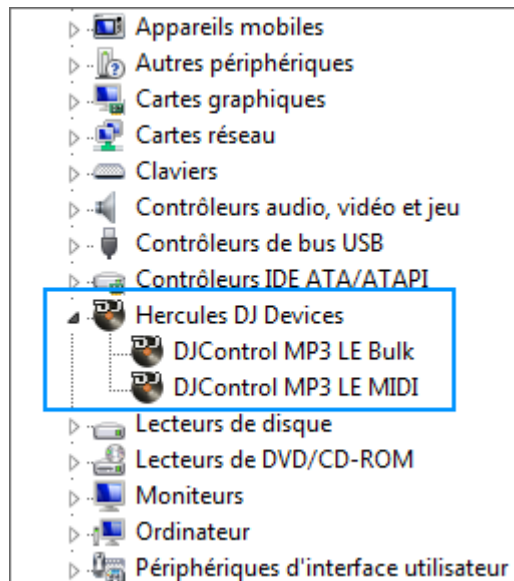 Appareils mobiles
Autres périphériques
Cartes graphiques
Cartes réseau
Claviers
Contrôleurs audio, vidéo et jeu
Contrôleurs de bus USB
Contrôleurs IDE ATA/ATAPI
Hercules DJ Devices
DJControl MP3 LE Bulk
DJControl MP3 LE MIDI
Lecteurs de disque
Lecteurs de DVD/CD-ROM
Moniteurs
Ordinateur
Périphériques d'interface utilisateur